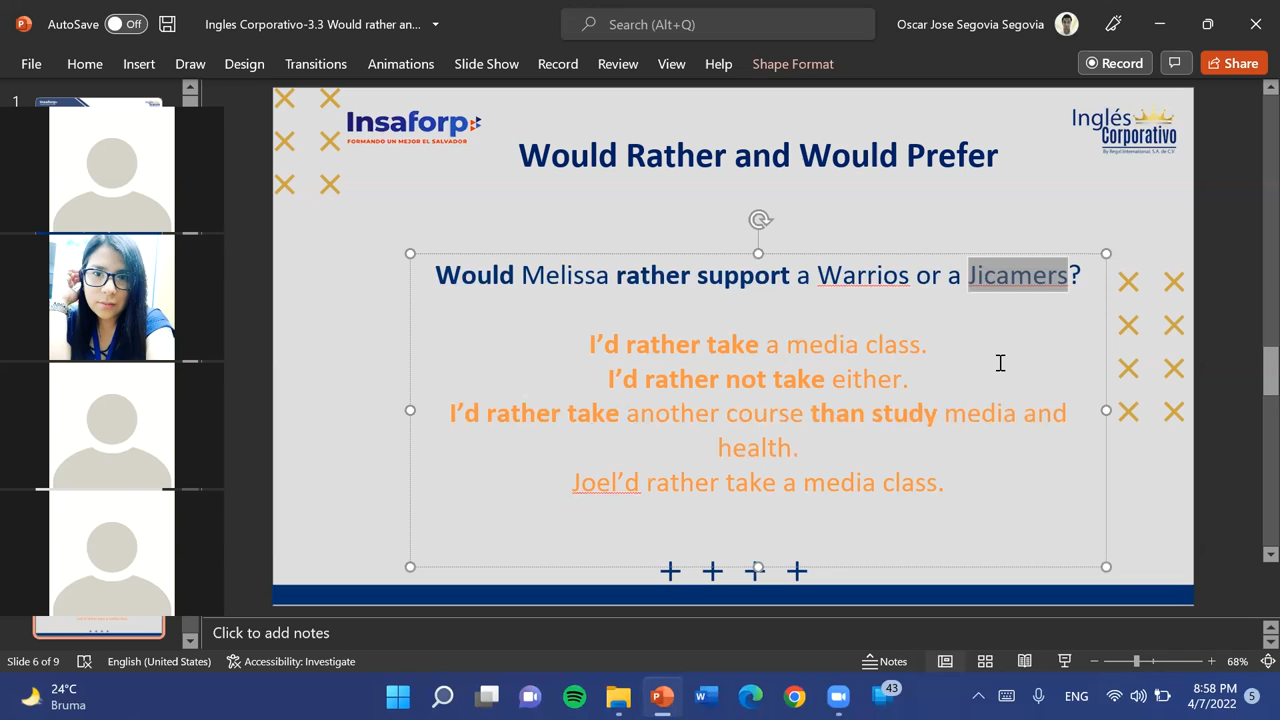 AutoSave
Off
Ingles Corporativo-3.3 Would rather an...
Search (Alt+Q)
Oscar Jose Segovia Segovia
File Home Insert Draw Design Transitions Animations Slide Show Record Review View Help Shape Format
Record
Share
1
Insaforp
FORMANDO UN MEJOR EL SALVADOR
Inglés
Corporativo
By Regal International, S.A. de C.V.
Would Rather and Would Prefer
Would Melissa rather support a Warrios or a Jicamers?
I’d rather take a media class.
I’d rather not take either.
I’d rather take another course than study media and
health.
Joel’d rather take a media class.
Click to add notes
Slide 6 of 9
English (United States)
Accessibility: Investigate
Notes
68%
24°C
Bruma
43
ENG
8:58 PM
4/7/2022
5